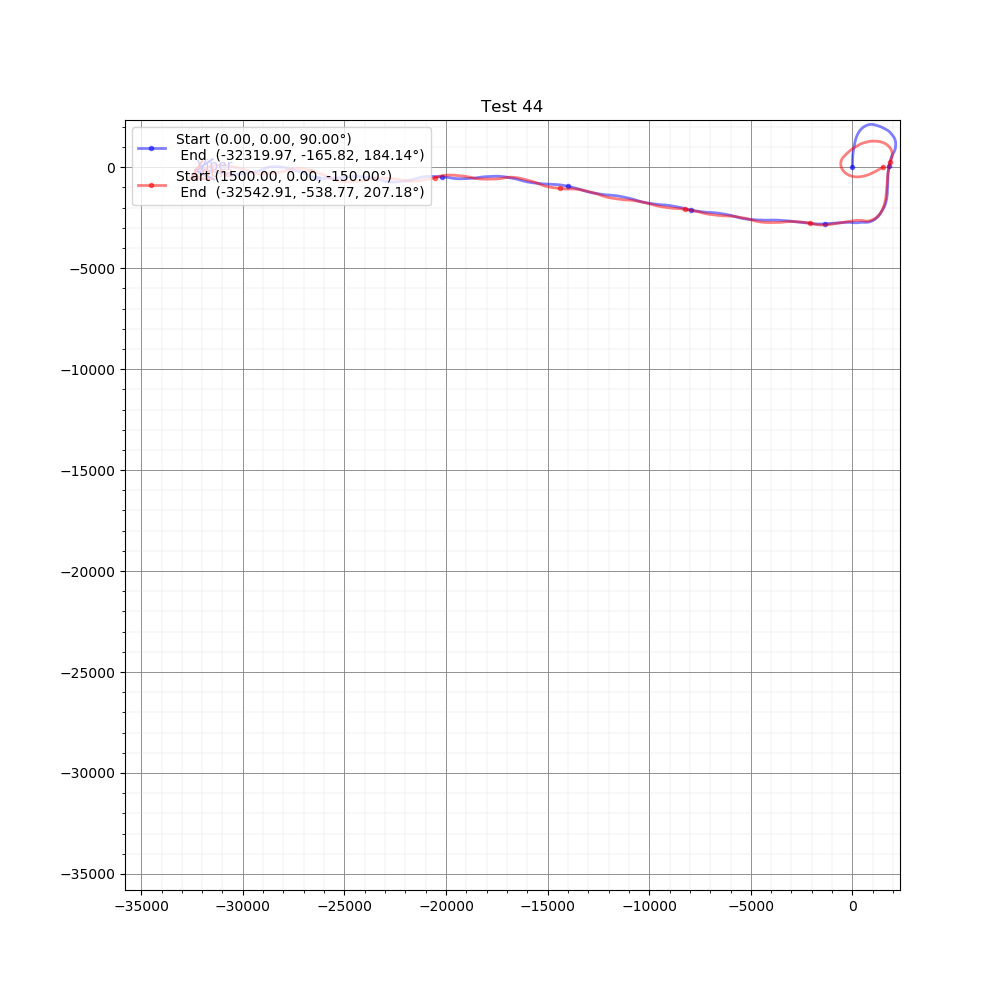 Test 44
Start (0.00, 0.00, 90.00°)
End (-32319.97, -165.82, 184.14°)
Start (1500.00, 0.00, -150.00°)
End (-32542.91, -538.77, 207.18°)
0
−5000
−10000
−15000
−20000
−25000
−30000
−35000
−35000 −30000 −25000 −20000 −15000 −10000 −5000 0